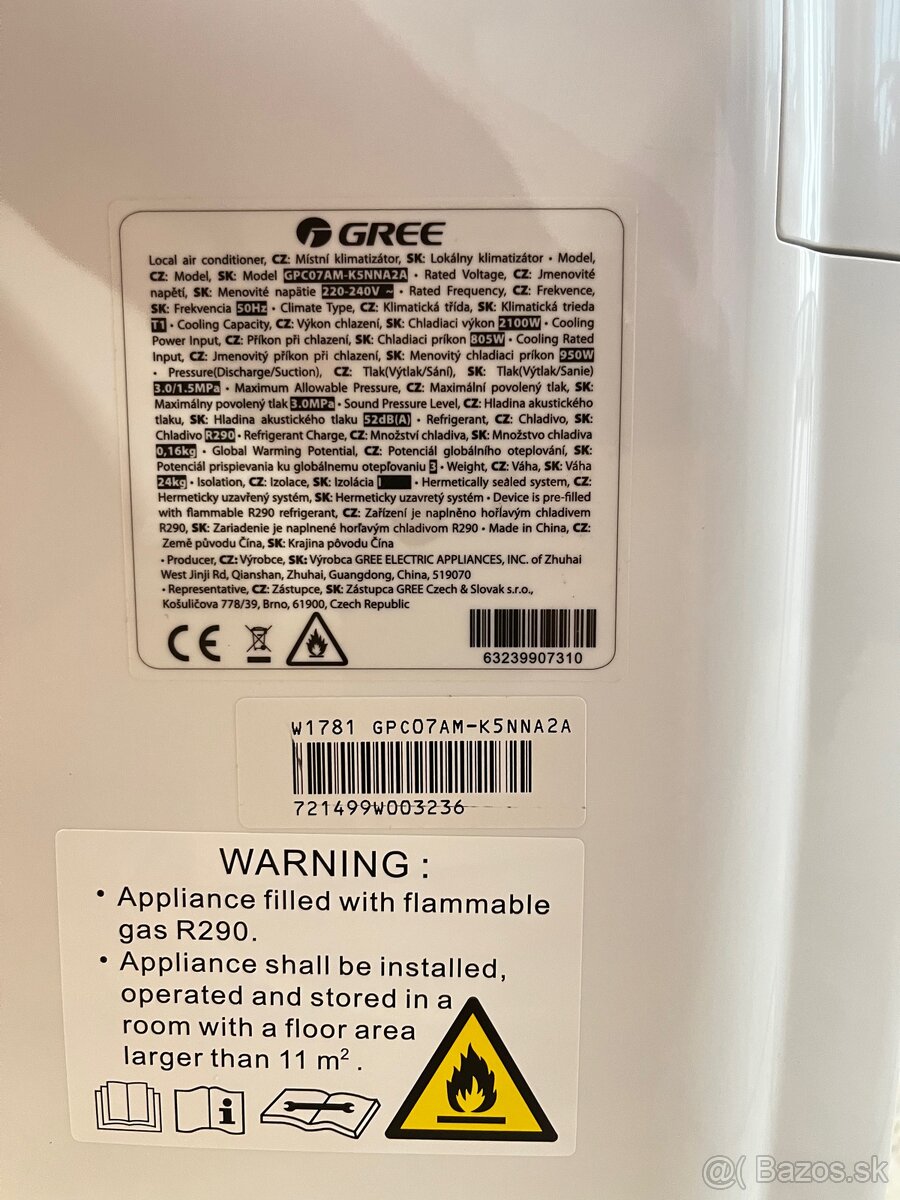 GREE
Local air conditioner, CZ: Místní klimatizátor, SK: Lokálny klimatizátor • Model,
CZ: Model, SK: Model GPC07AM-K5NNA2A • Rated Voltage, CZ: Jmenovité
napětí, SK: Menovité napätie 220-240V ~ • Rated Frequency, CZ: Frekvence,
SK: Frekvencia 50Hz • Climate Type, CZ: Klimatická třída, SK: Klimatická trieda
T1 • Cooling Capacity, CZ: Výkon chlazení, SK: Chladiaci výkon 2100W • Cooling
Power Input, CZ: Příkon při chlazení, SK: Chladiaci príkon 805W • Cooling Rated
Input, CZ: Jmenovitý příkon při chlazení, SK: Menovitý chladiaci príkon 950W
• Pressure(Discharge/Suction), CZ: Tlak(Výtlak/Sání), SK: Tlak(Výtlak/Sanie)
3.0/1.5MPa • Maximum Allowable Pressure, CZ: Maximální povolený tlak, SK:
Maximálny povolený tlak 3.0MPa • Sound Pressure Level, CZ: Hladina akustického
tlaku, SK: Hladina akustického tlaku 52dB(A) • Refrigerant, CZ: Chladivo, SK:
Chladivo R290 • Refrigerant Charge, CZ: Množství chladiva, SK: Množstvo chladiva
0,16kg • Global Warming Potential, CZ: Potenciál globálního oteplování, SK:
Potenciál prispievania ku globálnemu otepľovaniu 3 • Weight, CZ: Váha, SK: Váha
24kg • Isolation, CZ: Izolace, SK: Izolácia I • Hermetically sealed system, CZ:
Hermeticky uzavřený systém, SK: Hermeticky uzavretý systém • Device is pre-filled
with flammable R290 refrigerant, CZ: Zařízení je naplněno hořlavým chladivem
R290, SK: Zariadenie je naplnené horľavým chladivom R290 • Made in China, CZ:
Země původu Čína, SK: Krajina pôvodu Čína
• Producer, CZ: Výrobce, SK: Výrobca GREE ELECTRIC APPLIANCES, INC. of Zhuhai
West Jinji Rd, Qianshan, Zhuhai, Guangdong, China, 519070
• Representative, CZ: Zástupce, SK: Zástupca GREE Czech & Slovak s.r.o.,
Košuličova 778/39, Brno, 61900, Czech Republic
CE
63239907310
W1781 GPC07AM-K5NNA2A
721499W003236
WARNING :
• Appliance filled with flammable
gas R290.
• Appliance shall be installed,
operated and stored in a
room with a floor area
larger than 11 m².
@( Bazos.sk